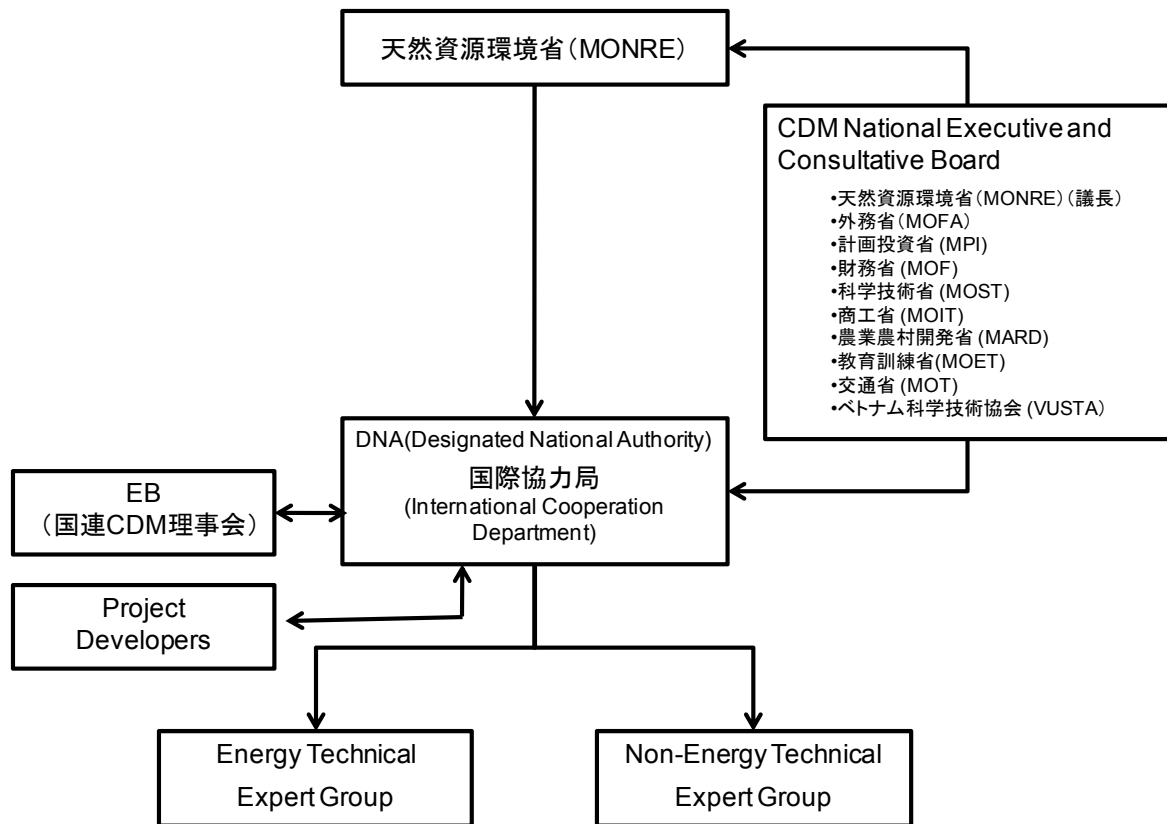 天然資源環境省（MONRE）
CDM National Executive and
Consultative Board
•天然資源環境省（MONRE）（議長）
•外務省（MOFA）
•計画投資省 (MPI)
•財務省 (MOF)
•科学技術省 (MOST)
•商工省 (MOIT)
•農業農村開発省 (MARD)
•教育訓練省(MOET)
•交通省 (MOT)
•ベトナム科学技術協会 (VUSTA）
DNA(Designated National Authority)
国際協力局
(International Cooperation
Department)
EB
（国連CDM理事会）
Project
Developers
Energy Technical
Expert Group
Non-Energy Technical
Expert Group